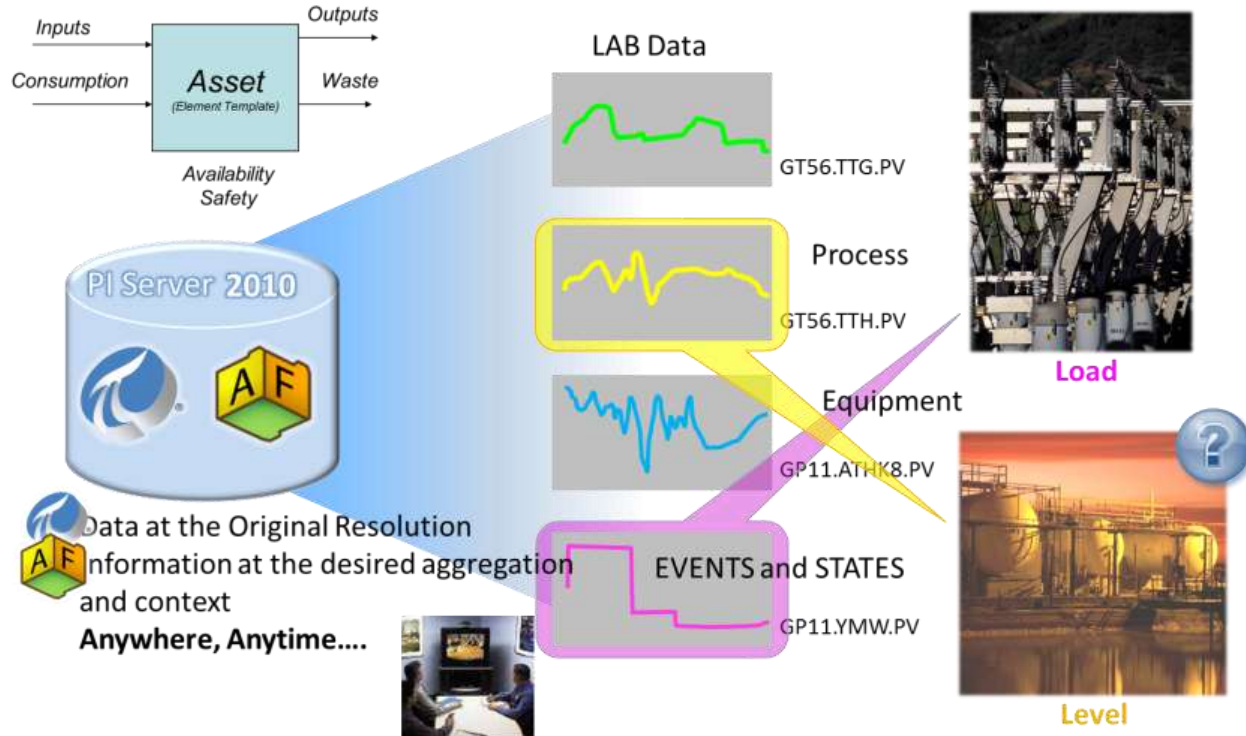 Inputs
Outputs
Consumption
Asset
(Element Template)
Waste
Availability
Safety
PI Server 2010
®
AF
Data at the Original Resolution
AF
Information at the desired aggregation
and context
Anywhere, Anytime....
LAB Data
GT56.TTG.PV
Process
GT56.TTH.PV
Equipment
GP11.ATHK8.PV
EVENTS and STATES
GP11.YMW.PV
Load
?
Level